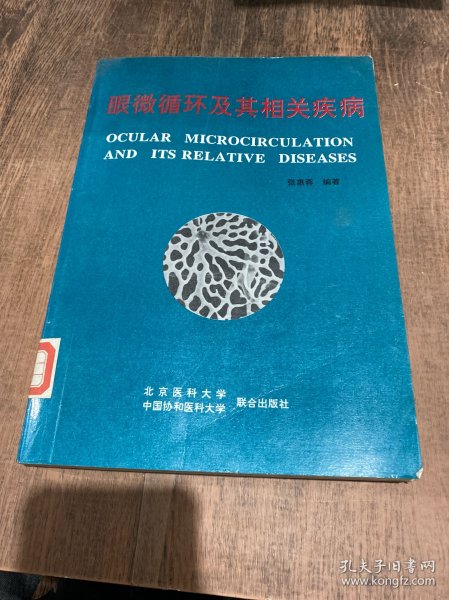 眼微循环及其相关疾病
OCULAR MICROCIRCULATION
AND ITS RELATIVE DISEASES
张惠蓉 编著
北京医科大学
中国协和医科大学 联合出版社
孔夫子旧书网
www.kongfz.com